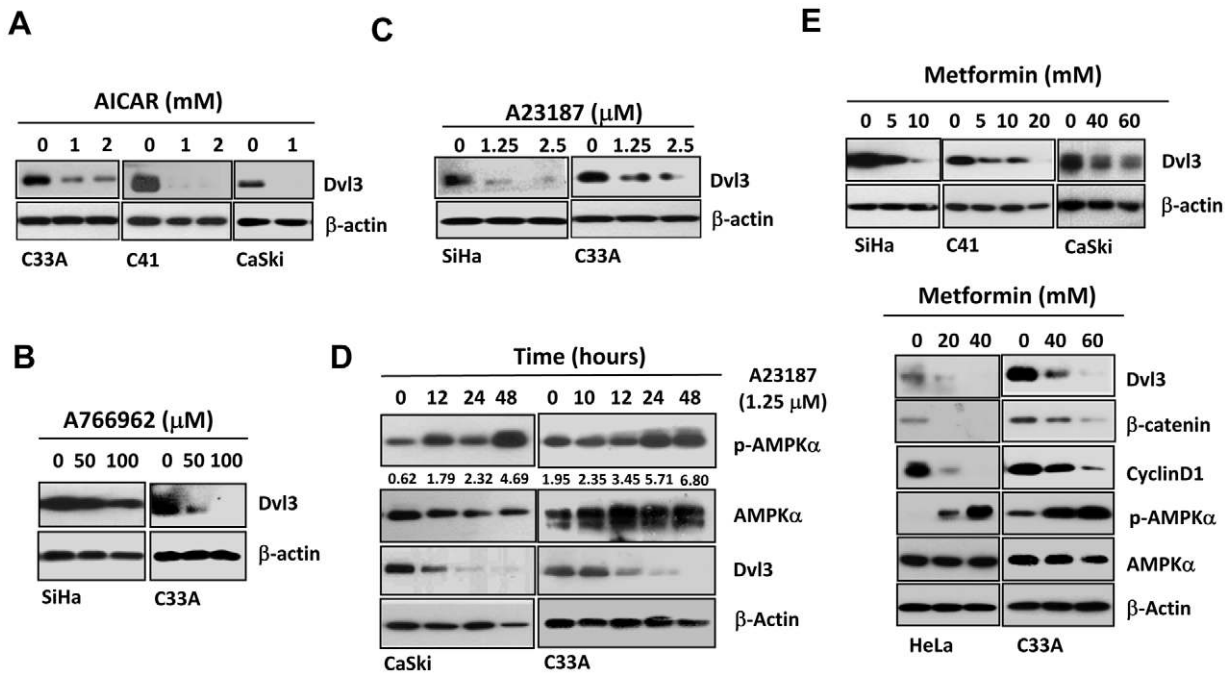 A
AICAR (mM)
0 1 2 0 1 2 0 1
Dvl3
β-actin
C33A C41 CaSki
B
A766962 (μM)
0 50 100 0 50 100
Dvl3
β-actin
SiHa C33A
C
A23187 (μM)
0 1.25 2.5 0 1.25 2.5
Dvl3
β-actin
SiHa C33A
D
Time (hours)
0 12 24 48 0 10 12 24 48
A23187
(1.25 μM)
p-AMPKα
0.62 1.79 2.32 4.69 1.95 2.35 3.45 5.71 6.80
AMPKα
Dvl3
β-Actin
CaSki C33A
E
Metformin (mM)
0 5 10 0 5 10 20 0 40 60
Dvl3
β-actin
SiHa C41 CaSki
Metformin (mM)
0 20 40 0 40 60
Dvl3
β-catenin
CyclinD1
p-AMPKα
AMPKα
β-Actin
HeLa C33A